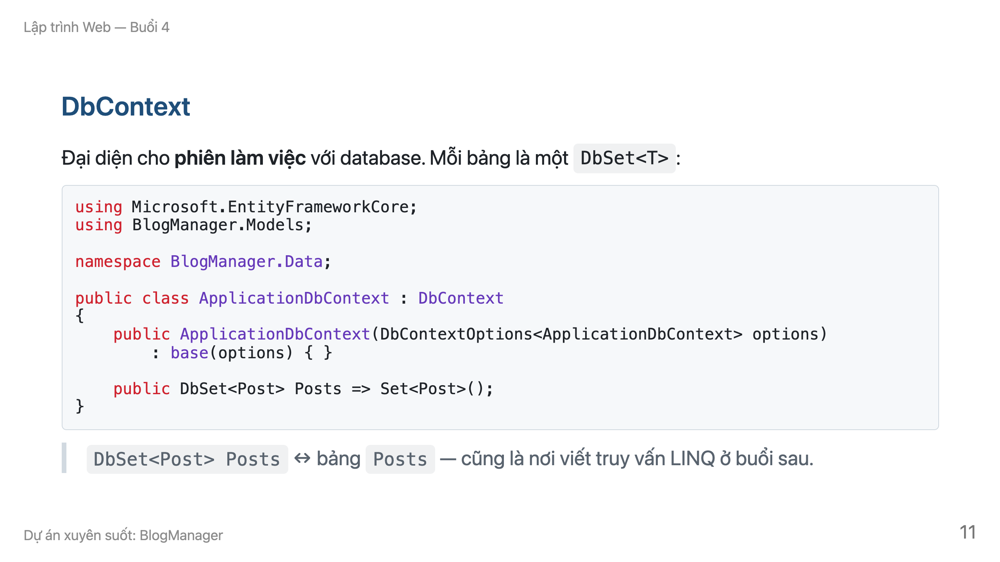 Lập trình Web — Buổi 4
DbContext
Đại diện cho phiên làm việc với database. Mỗi bảng là một DbSet<T> :
using Microsoft.EntityFrameworkCore;
using BlogManager.Models;
namespace BlogManager.Data;
public class ApplicationDbContext : DbContext
{
    public ApplicationDbContext(DbContextOptions<ApplicationDbContext> options)
        : base(options) { }
    public DbSet<Post> Posts => Set<Post>();
}
DbSet<Post> Posts ↔ bảng Posts — cũng là nơi viết truy vấn LINQ ở buổi sau.
Dự án xuyên suốt: BlogManager
11